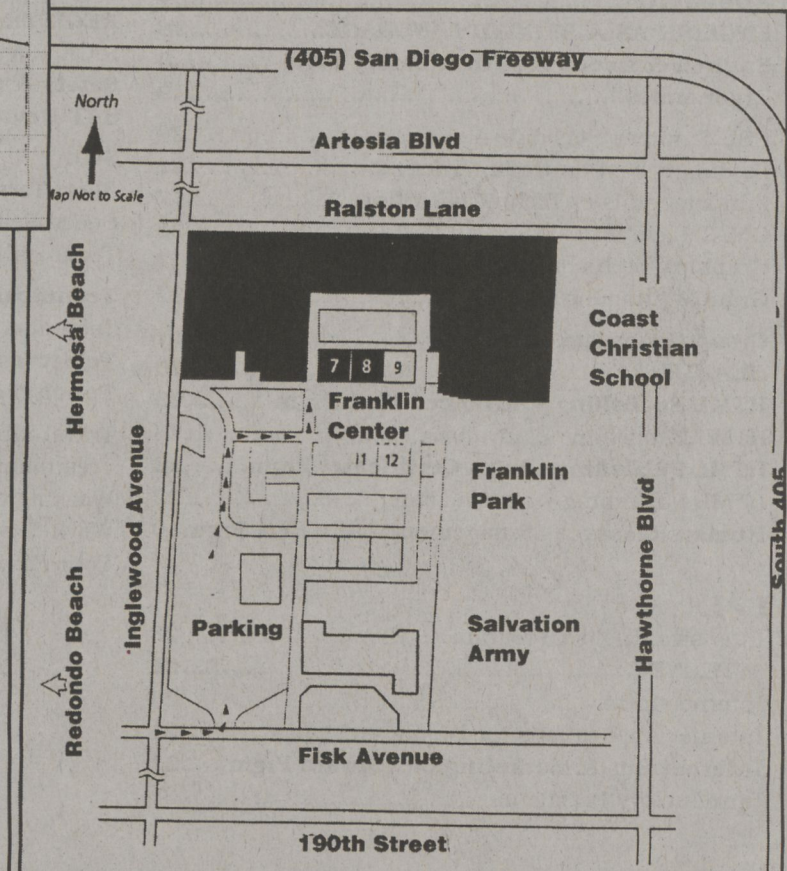 (405) San Diego Freeway
North
Artesia Blvd
Map Not to Scale
Ralston Lane
Hermosa Beach
Coast
Christian
School
7 8 9
Franklin
Center
11 12
Franklin
Park
Inglewood Avenue
Hawthorne Blvd
South 405
Redondo Beach
Parking
Salvation
Army
Fisk Avenue
190th Street